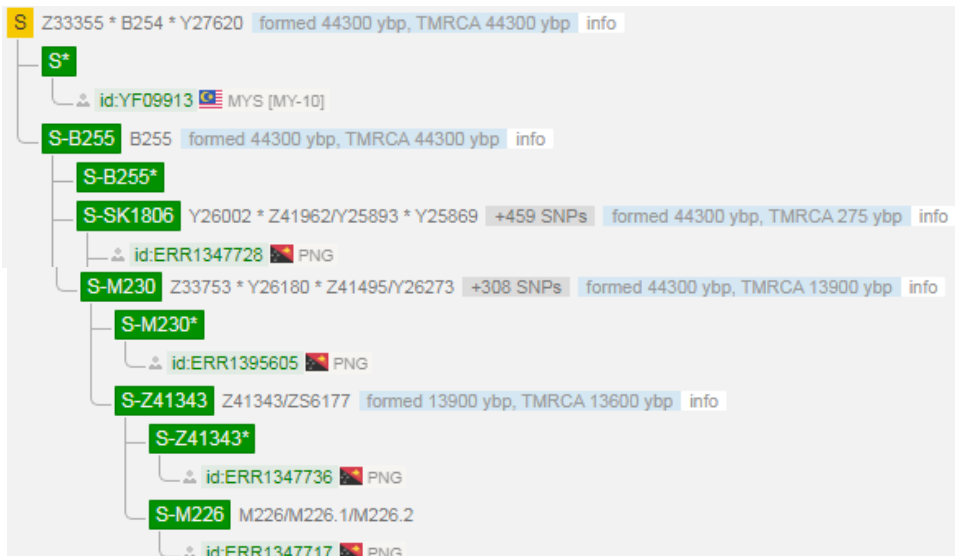 S Z33355 * B254 * Y27620 formed 44300 ybp, TMRCA 44300 ybp info
S*
id:YF09913 MYS [MY-10]
S-B255 B255 formed 44300 ybp, TMRCA 44300 ybp info
S-B255*
S-SK1806 Y26002 * Z41962/Y25893 * Y25869 +459 SNPs formed 44300 ybp, TMRCA 275 ybp info
id:ERR1347728 PNG
S-M230 Z33753 * Y26180 * Z41495/Y26273 +308 SNPs formed 44300 ybp, TMRCA 13900 ybp info
S-M230*
id:ERR1395605 PNG
S-Z41343 Z41343/ZS6177 formed 13900 ybp, TMRCA 13600 ybp info
S-Z41343*
id:ERR1347736 PNG
S-M226 M226/M226.1/M226.2
id:ERR1347717 PNG